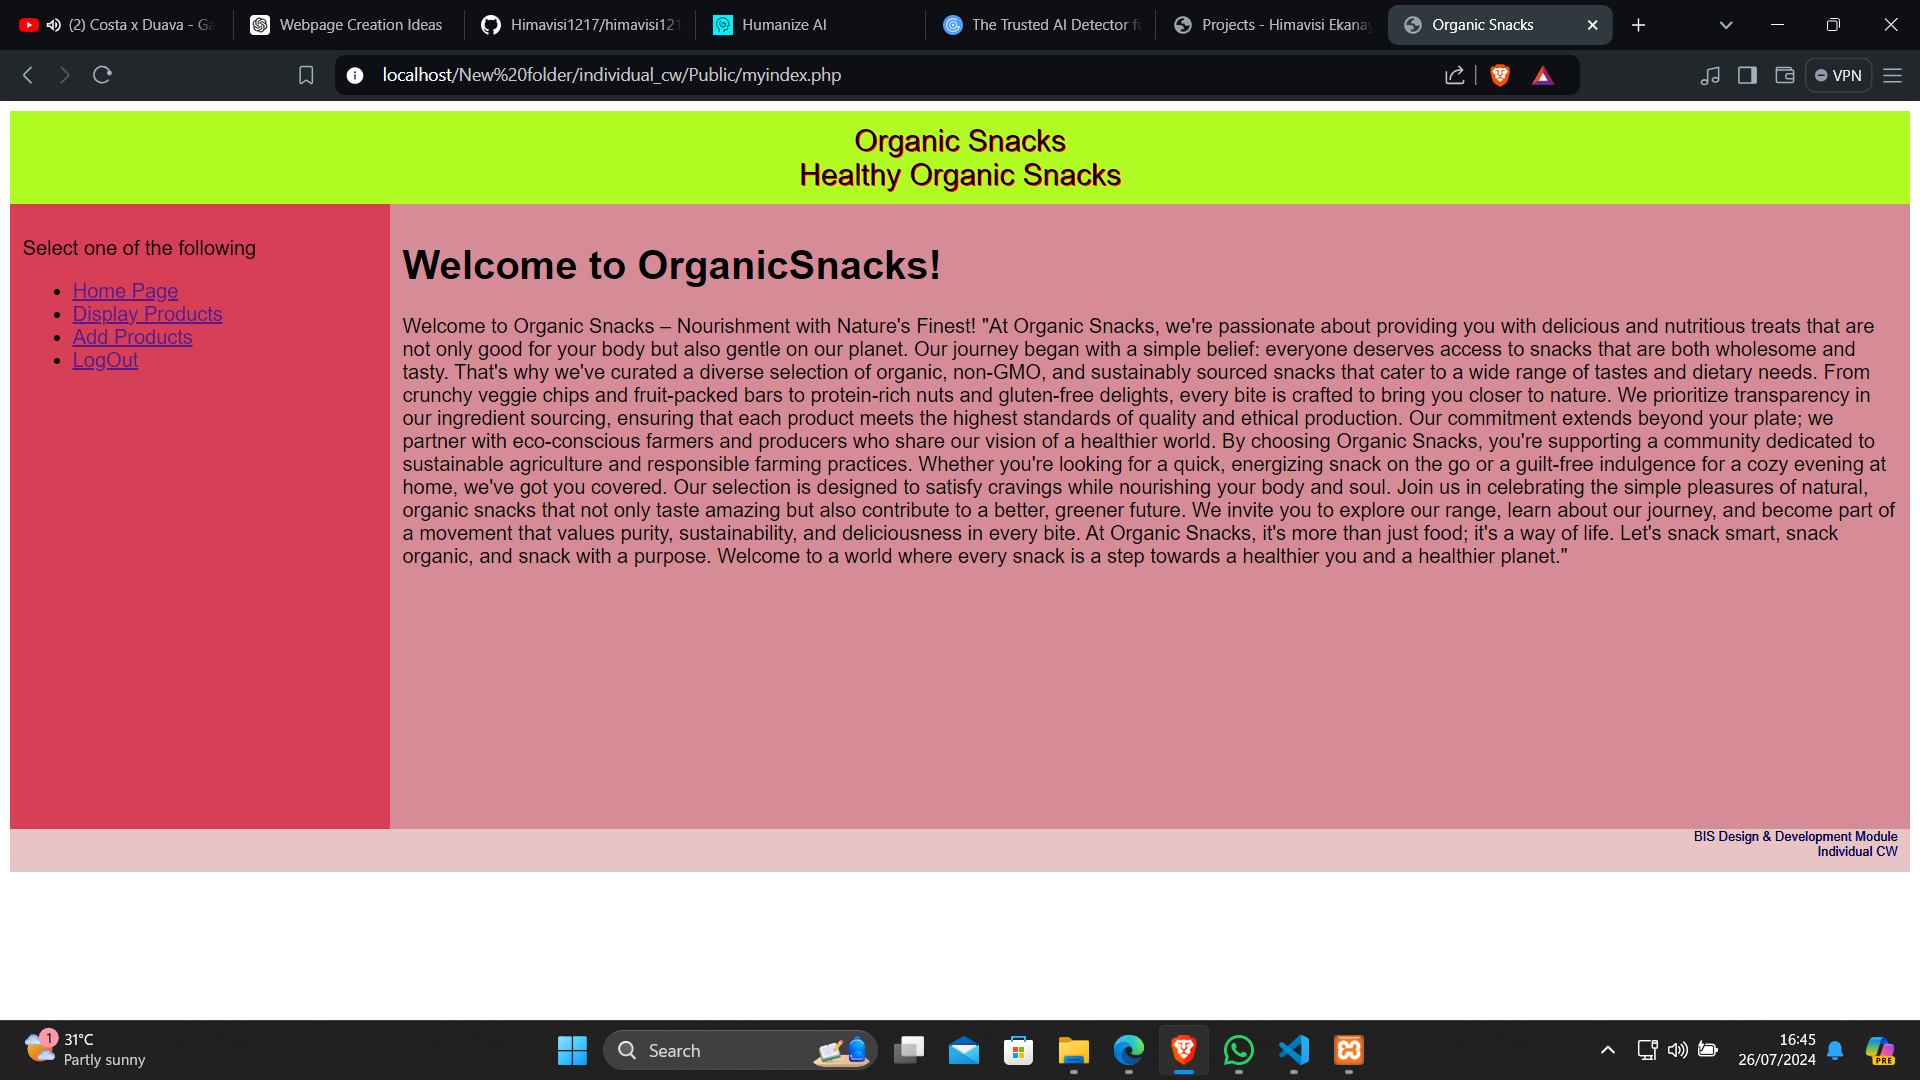 (2) Costa x Duava - Ga
Webpage Creation Ideas
Himavisi1217/himavisi121
Humanize AI
The Trusted AI Detector fo
Projects - Himavisi Ekanay
Organic Snacks
localhost/New%20folder/individual_cw/Public/myindex.php
VPN
Organic Snacks
Healthy Organic Snacks
Select one of the following
Home Page
Display Products
Add Products
LogOut
Welcome to OrganicSnacks!
Welcome to Organic Snacks – Nourishment with Nature's Finest! "At Organic Snacks, we're passionate about providing you with delicious and nutritious treats that are
not only good for your body but also gentle on our planet. Our journey began with a simple belief: everyone deserves access to snacks that are both wholesome and
tasty. That's why we've curated a diverse selection of organic, non-GMO, and sustainably sourced snacks that cater to a wide range of tastes and dietary needs. From
crunchy veggie chips and fruit-packed bars to protein-rich nuts and gluten-free delights, every bite is crafted to bring you closer to nature. We prioritize transparency in
our ingredient sourcing, ensuring that each product meets the highest standards of quality and ethical production. Our commitment extends beyond your plate; we
partner with eco-conscious farmers and producers who share our vision of a healthier world. By choosing Organic Snacks, you're supporting a community dedicated to
sustainable agriculture and responsible farming practices. Whether you're looking for a quick, energizing snack on the go or a guilt-free indulgence for a cozy evening at
home, we've got you covered. Our selection is designed to satisfy cravings while nourishing your body and soul. Join us in celebrating the simple pleasures of natural,
organic snacks that not only taste amazing but also contribute to a better, greener future. We invite you to explore our range, learn about our journey, and become part of
a movement that values purity, sustainability, and deliciousness in every bite. At Organic Snacks, it's more than just food; it's a way of life. Let's snack smart, snack
organic, and snack with a purpose. Welcome to a world where every snack is a step towards a healthier you and a healthier planet."
BIS Design & Development Module
Individual CW
1
31°C
Partly sunny
Search
16:45
26/07/2024
PRE